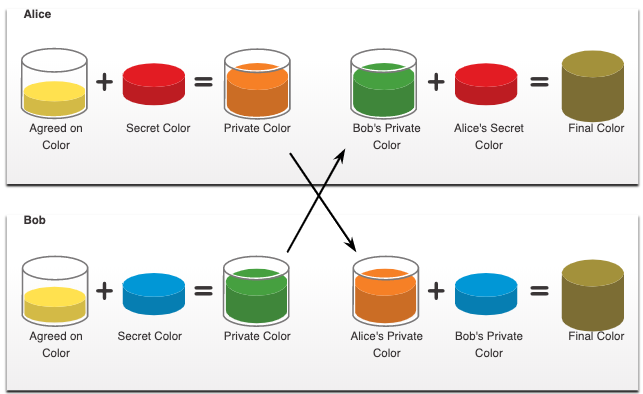 Alice
+ = + =
Agreed on Secret Color Private Color Bob's Private Alice's Secret Final Color
Color Color Color
Bob
+ = + =
Agreed on Secret Color Private Color Alice's Private Bob's Private Final Color
Color Color Color